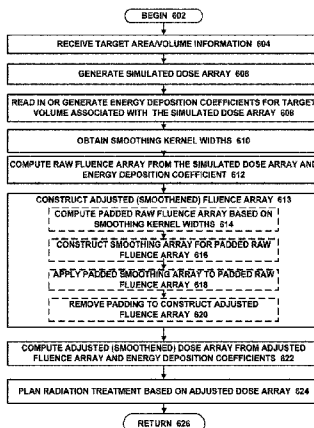 BEGIN 602
RECEIVE TARGET AREA/VOLUME INFORMATION 604
GENERATE SIMULATED DOSE ARRAY 606
READ IN OR GENERATE ENERGY DEPOSITION COEFFICIENTS FOR TARGET
VOLUME ASSOCIATED WITH THE SIMULATED DOSE ARRAY 608
OBTAIN SMOOTHING KERNEL WIDTHS 610
COMPUTE RAW FLUENCE ARRAY FROM THE SIMULATED DOSE ARRAY AND
ENERGY DEPOSITION COEFFICIENT 612
CONSTRUCT ADJUSTED (SMOOTHENED) FLUENCE ARRAY 613
COMPUTE PADDED RAW FLUENCE ARRAY BASED ON
SMOOTHING KERNEL WIDTHS 614
CONSTRUCT SMOOTHING ARRAY FOR PADDED RAW
FLUENCE ARRAY 616
APPLY PADDED SMOOTHING ARRAY TO PADDED RAW
FLUENCE ARRAY 618
REMOVE PADDING TO CONSTRUCT ADJUSTED
FLUENCE ARRAY 620
COMPUTE ADJUSTED (SMOOTHENED) DOSE ARRAY FROM ADJUSTED
FLUENCE ARRAY AND ENERGY DEPOSITION COEFFICIENTS 622
PLAN RADIATION TREATMENT BASED ON ADJUSTED DOSE ARRAY 624
RETURN 626